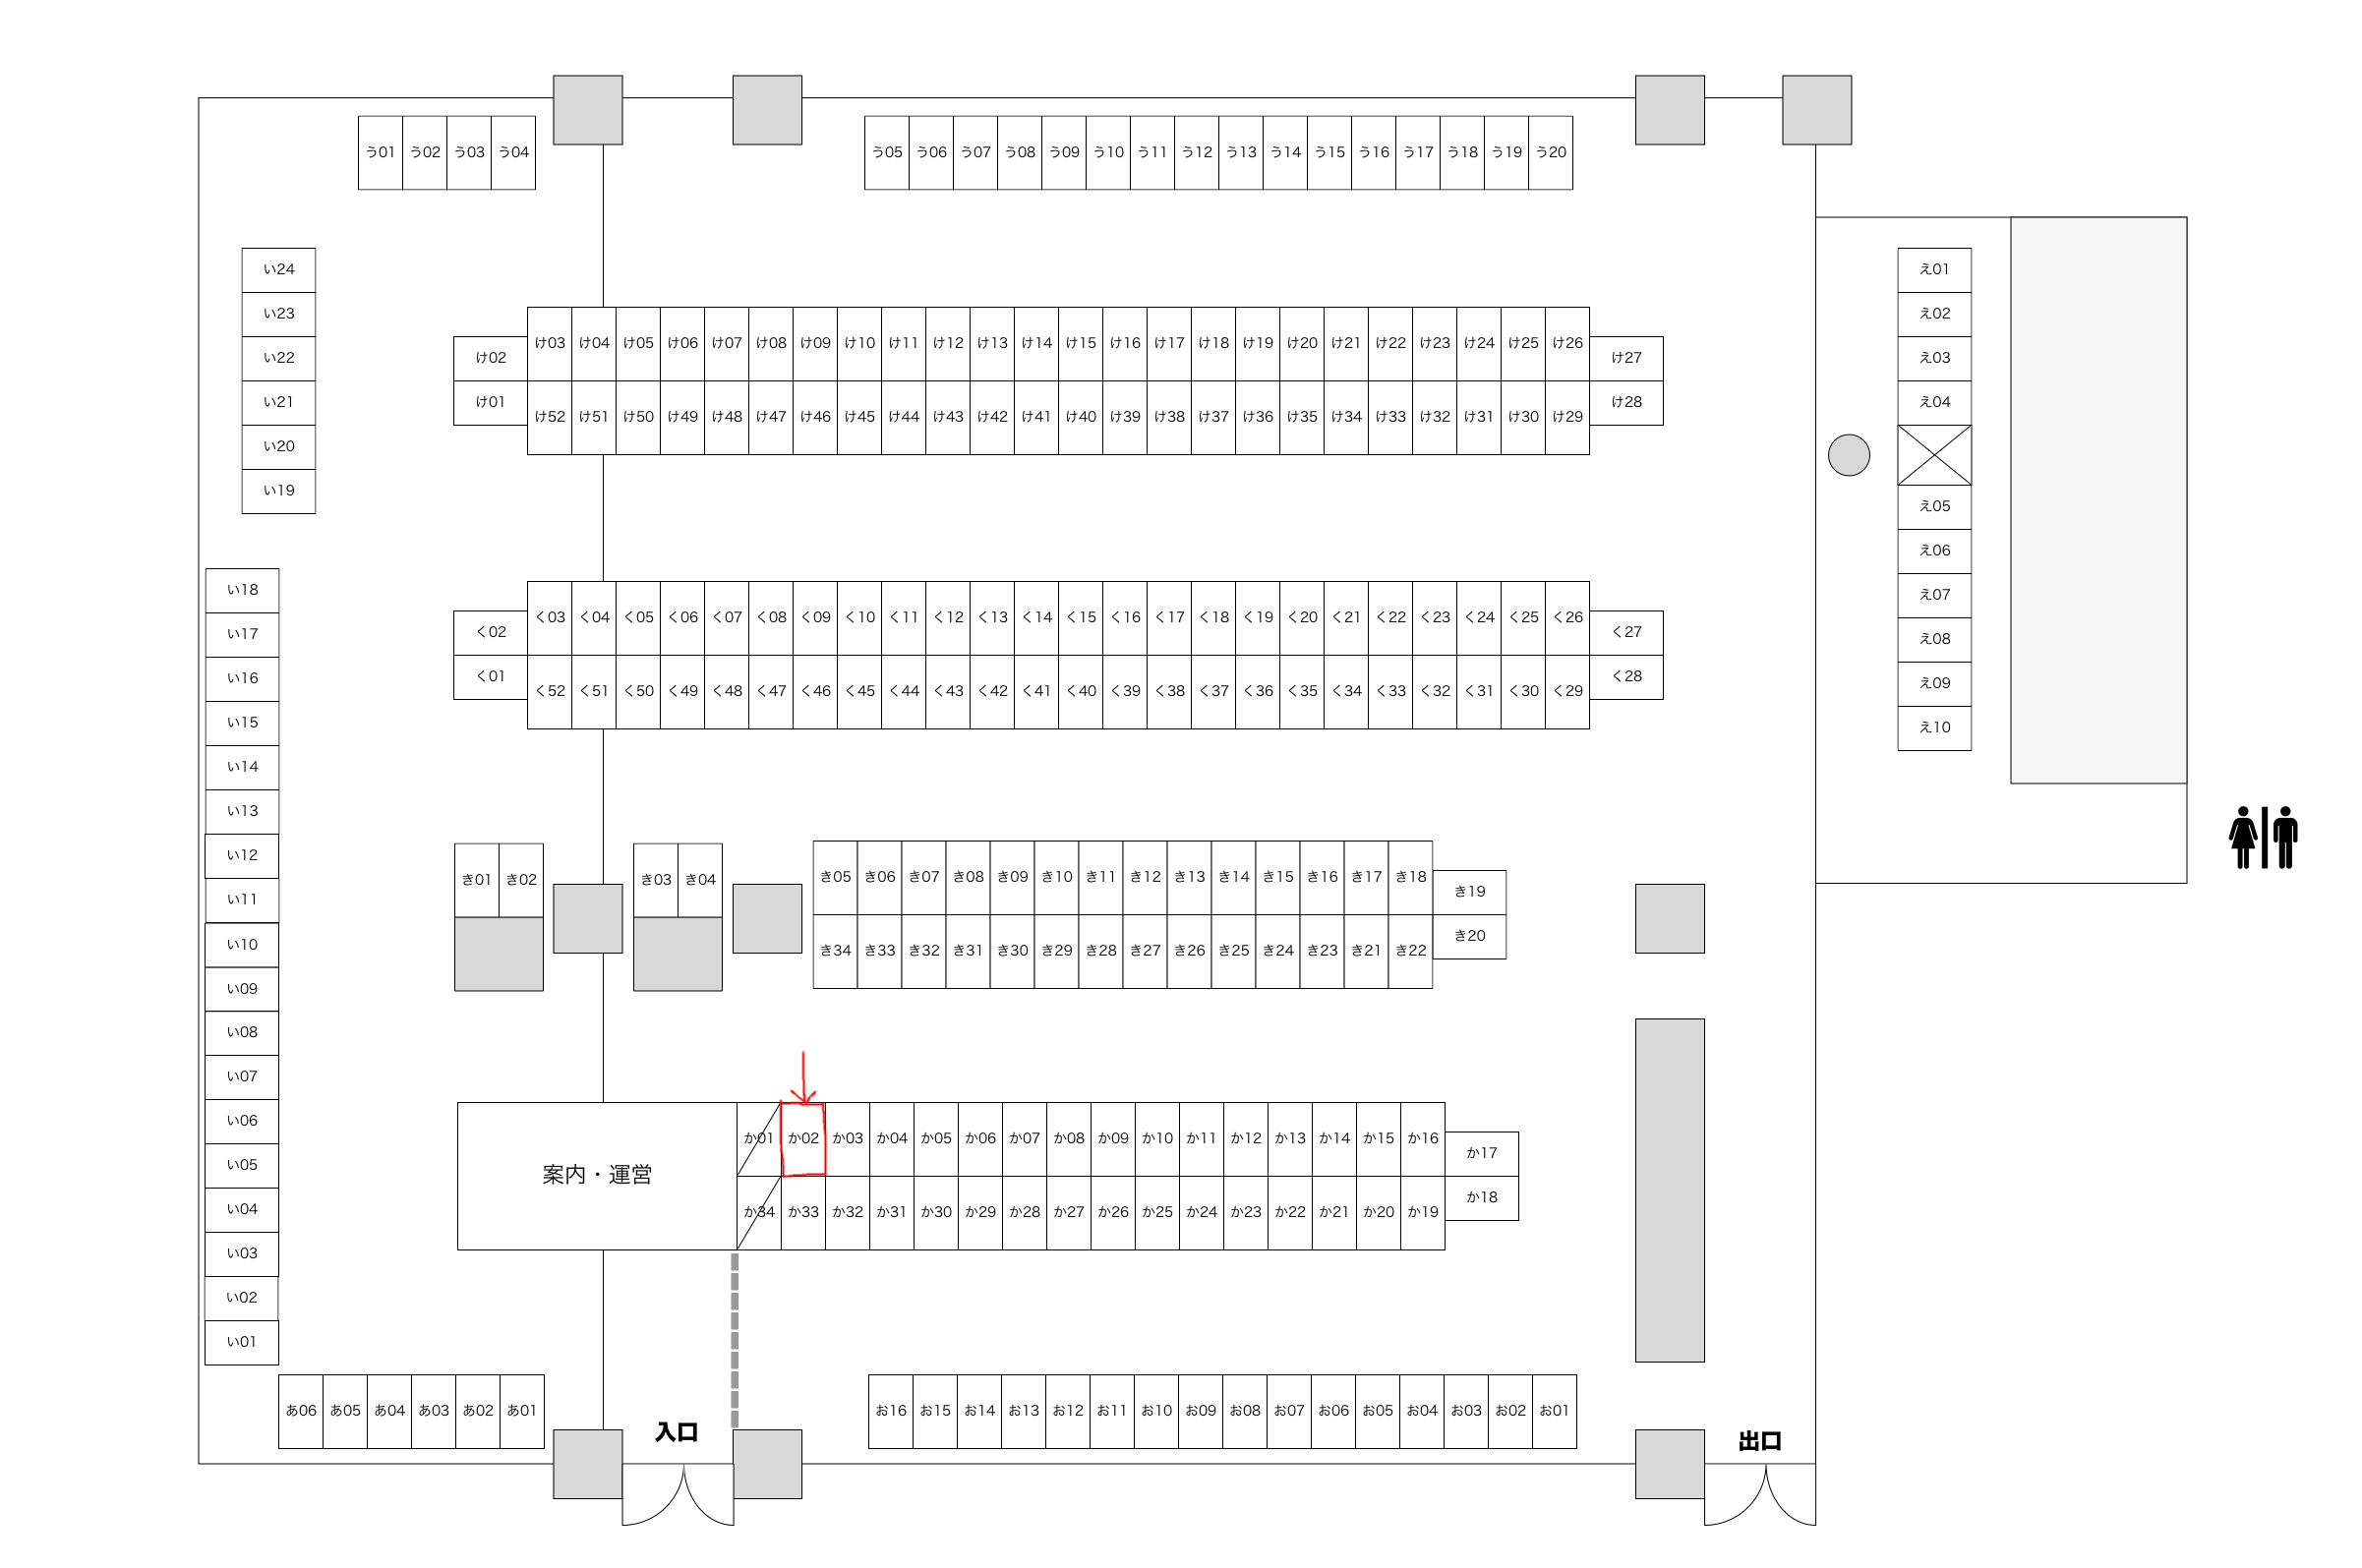 う01 う02 う03 う04 う05 う06 う07 う08 う09 う10 う11 う12 う13 う14 う15 う16 う17 う18 う19 う20
い24
い23
い22
い21
い20
い19
け02
け01
け03 け04 け05 け06 け07 け08 け09 け10 け11 け12 け13 け14 け15 け16 け17 け18 け19 け20 け21 け22 け23 け24 け25 け26
け52 け51 け50 け49 け48 け47 け46 け45 け44 け43 け42 け41 け40 け39 け38 け37 け36 け35 け34 け33 け32 け31 け30 け29
け27
け28
え01
え02
え03
え04
え05
え06
え07
え08
え09
え10
い18
い17
い16
い15
い14
い13
い12
い11
い10
い09
い08
い07
い06
い05
い04
い03
い02
い01
く02
く01
く03 く04 く05 く06 く07 く08 く09 く10 く11 く12 く13 く14 く15 く16 く17 く18 く19 く20 く21 く22 く23 く24 く25 く26
く52 く51 く50 く49 く48 く47 く46 く45 く44 く43 く42 く41 く40 く39 く38 く37 く36 く35 く34 く33 く32 く31 く30 く29
く27
く28
き01 き02 き03 き04 き05 き06 き07 き08 き09 き10 き11 き12 き13 き14 き15 き16 き17 き18
き34 き33 き32 き31 き30 き29 き28 き27 き26 き25 き24 き23 き21 き22
き19
き20
案内・運営
か01 か02 か03 か04 か05 か06 か07 か08 か09 か10 か11 か12 か13 か14 か15 か16
か34 か33 か32 か31 か30 か29 か28 か27 か26 か25 か24 か23 か22 か21 か20 か19
か17
か18
あ06 あ05 あ04 あ03 あ02 あ01
入口
お16 お15 お14 お13 お12 お11 お10 お09 お08 お07 お06 お05 お04 お03 お02 お01
出口